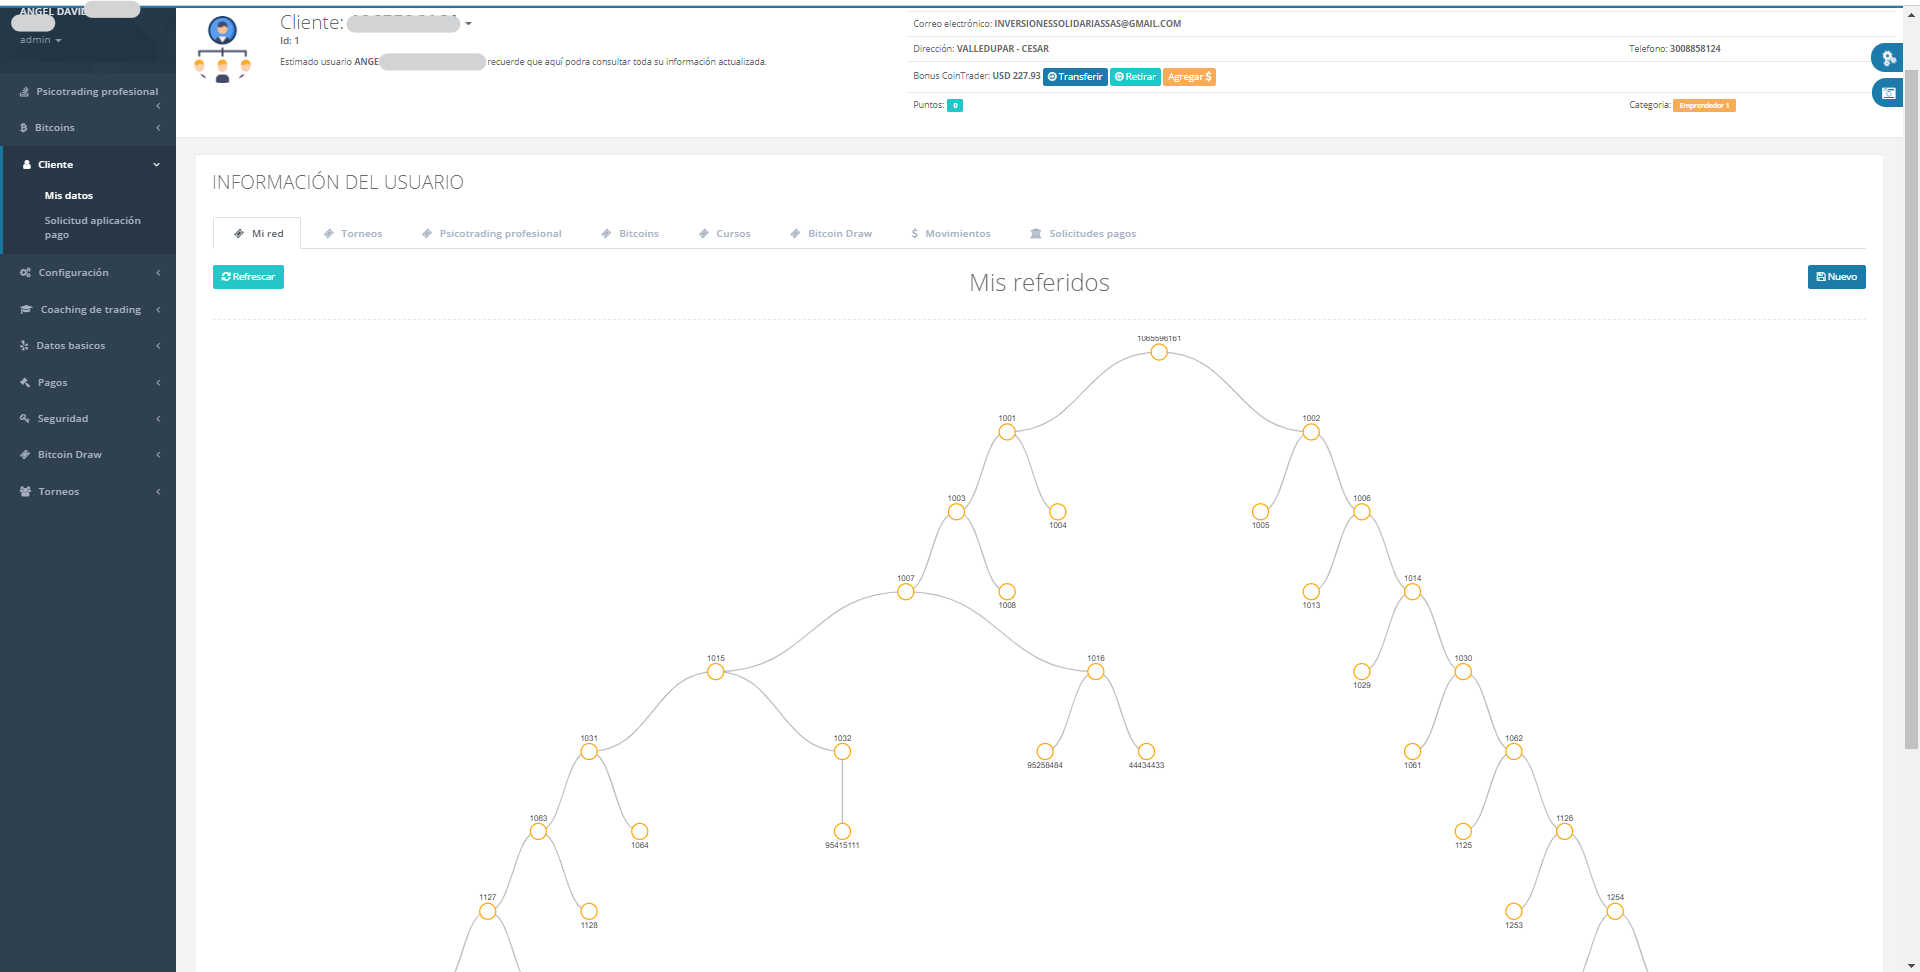 ANGEL DAVID
admin
Psicotrading profesional
Bitcoins
Cliente
Mis datos
Solicitud aplicación
pago
Configuración
Coaching de trading
Datos basicos
Pagos
Seguridad
Bitcoin Draw
Torneos
Cliente:
Id: 1
Estimado usuario ANGE recuerde que aquí podra consultar toda su información actualizada.
Correo electrónico: INVERSIONESSOLIDARIASSAS@GMAIL.COM
Dirección: VALLEDUPAR - CESAR Telefono: 3008858124
Bonus CoinTrader: USD 227.93 Transferir Retirar Agregar $
Puntos: 0 Categoria: Emprendedor 1
INFORMACIÓN DEL USUARIO
Mi red Torneos Psicotrading profesional Bitcoins Cursos Bitcoin Draw $ Movimientos Solicitudes pagos
Refrescar Mis referidos Nuevo
1065596161
1001 1002
1003 1006
1004 1005
1007 1014
1008 1013
1015 1016 1030
1029
1031 1032 1062
95258484 44434433 1061
1063 1126
1064 95415111 1125
1127 1254
1128 1253